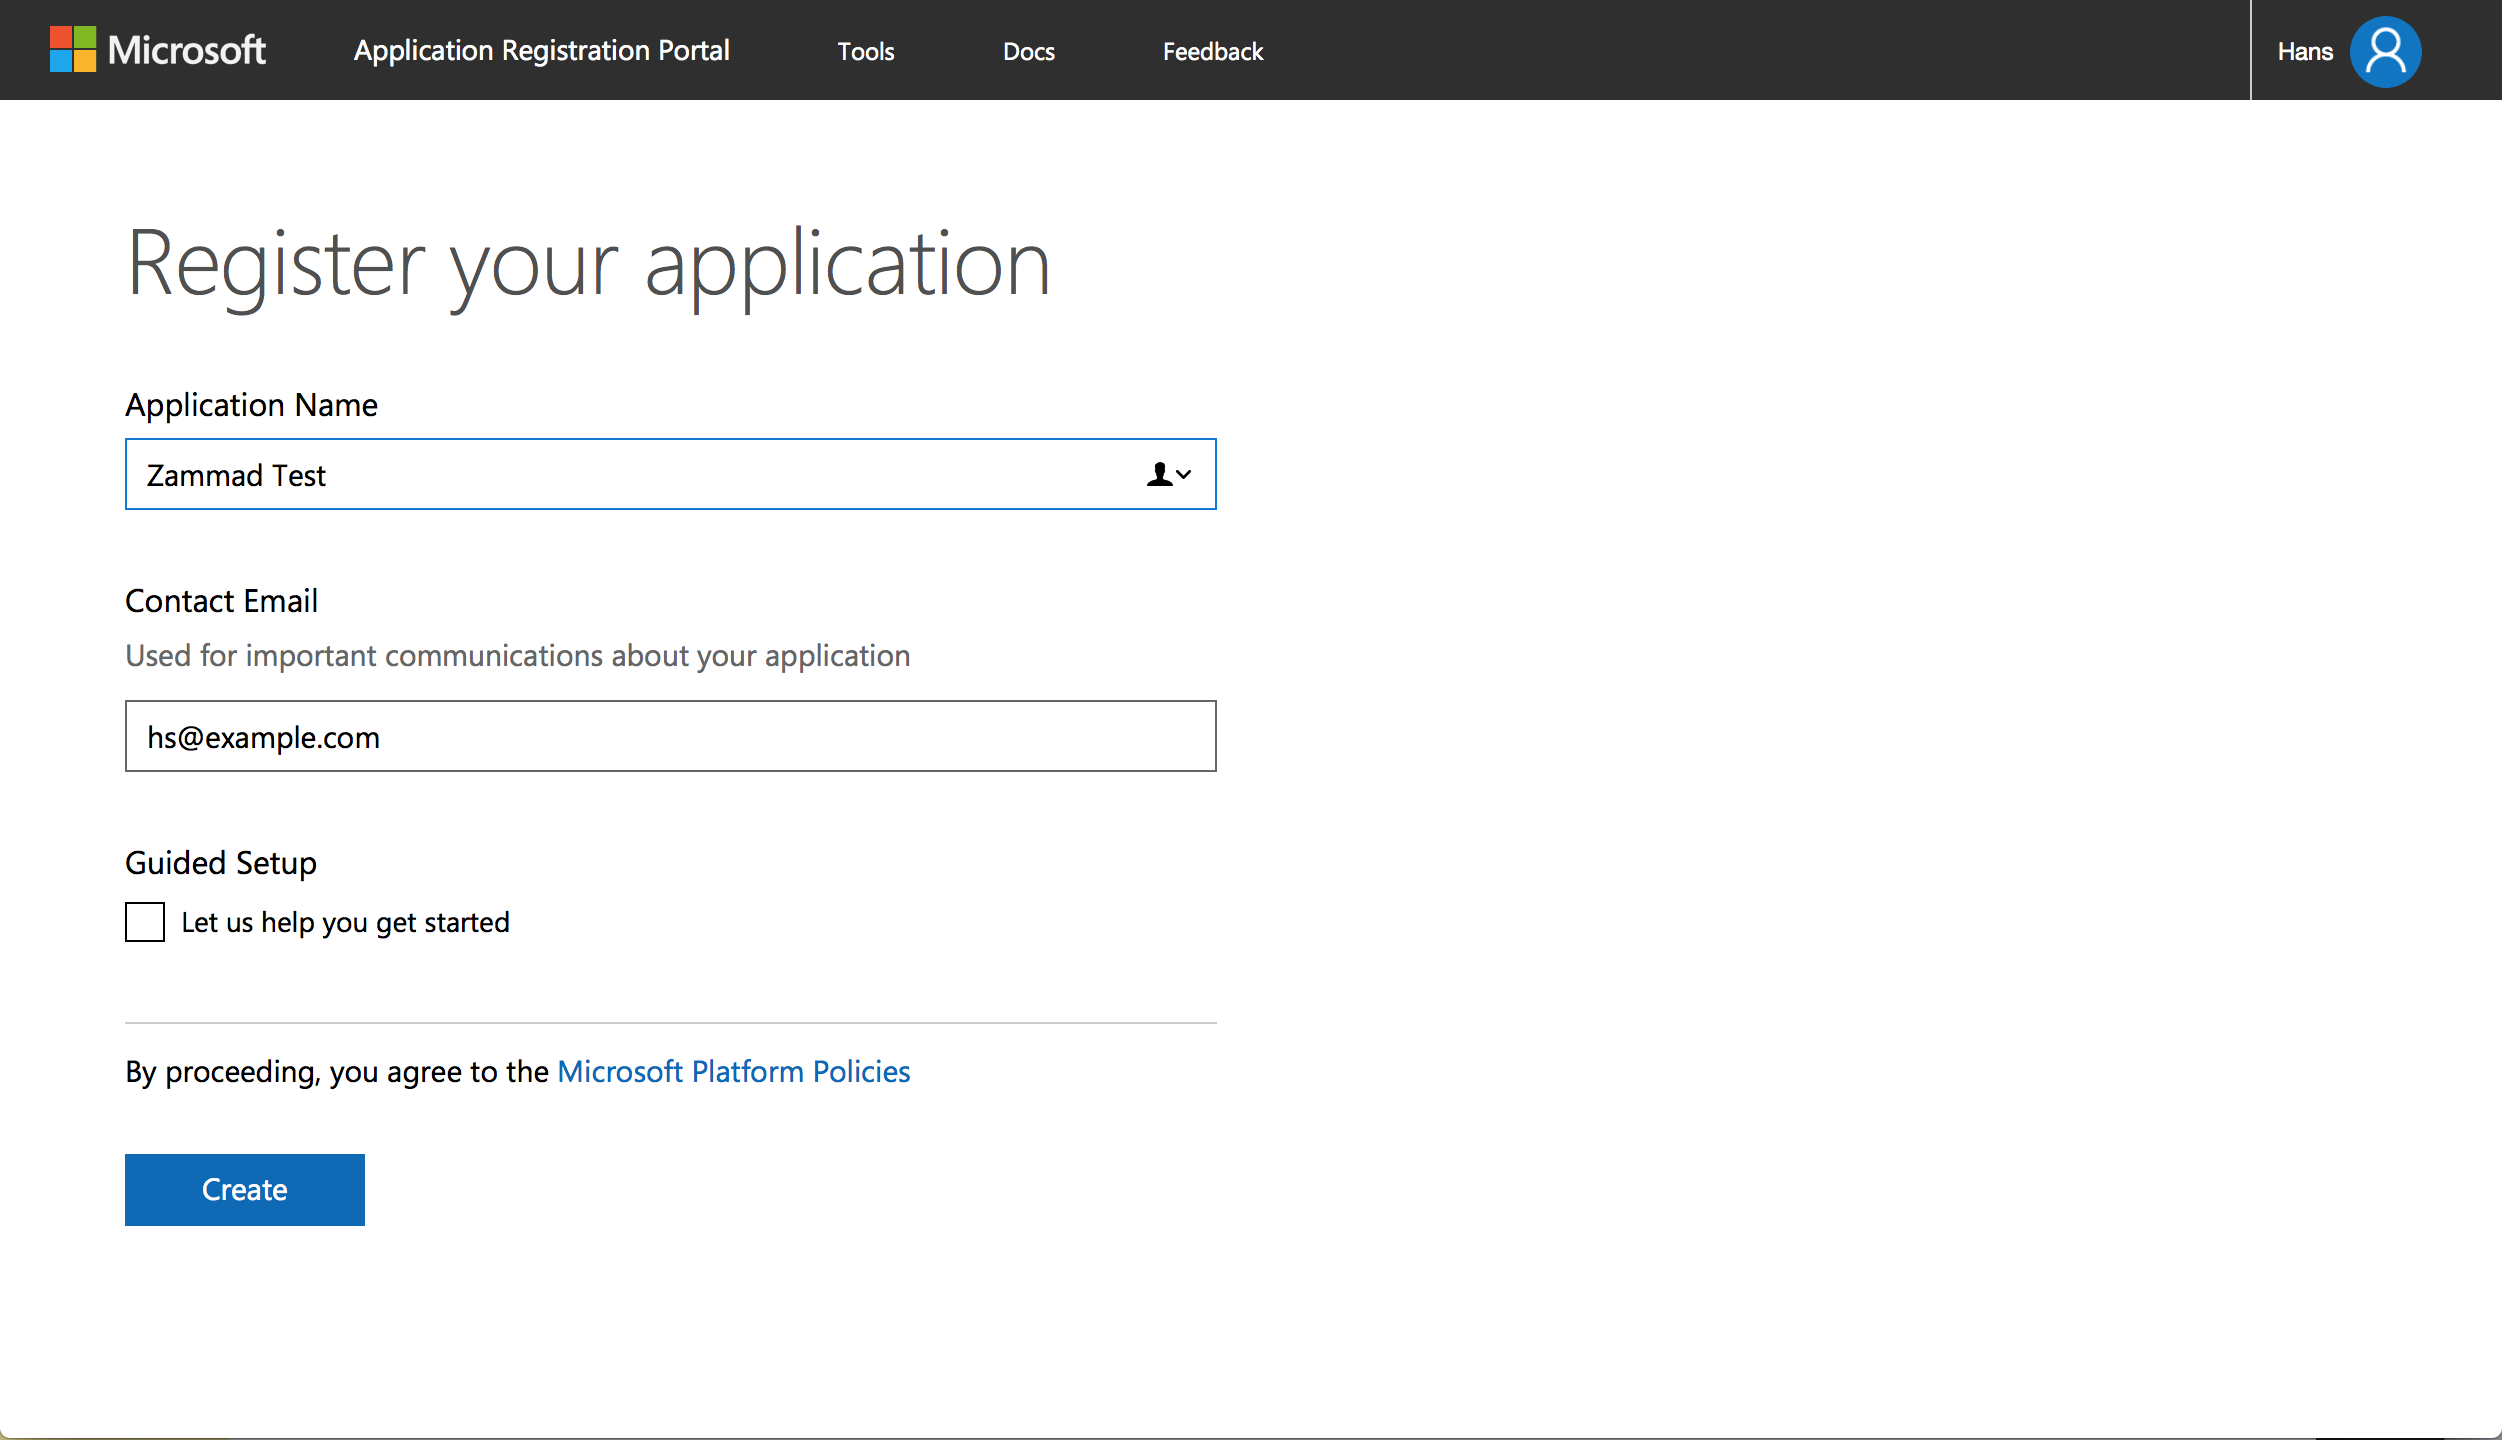 Microsoft Application Registration Portal Tools Docs Feedback Hans
Register your application
Application Name
Zammad Test
Contact Email
Used for important communications about your application
hs@example.com
Guided Setup
Let us help you get started
By proceeding, you agree to the Microsoft Platform Policies
Create